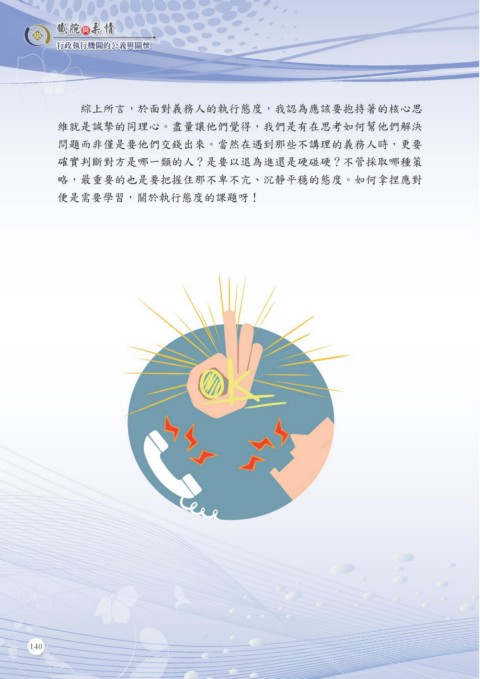 鐵腕與柔情
行政執行機關的公義與關懷
綜上所言，於面對義務人的執行態度，我認為應該要抱持著的核心思
維就是誠摯的同理心。盡量讓他們覺得，我們是有在思考如何幫他們解決
問題而非僅是要他們交錢出來。當然在遇到那些不講理的義務人時，更要
確實判斷對方是哪一類的人？是要以退為進還是硬碰硬？不管採取哪種策
略，最重要的也是要把握住那不卑不亢、沉靜平穩的態度。如何拿捏應對
便是需要學習，關於執行態度的課題呀！
OK
140